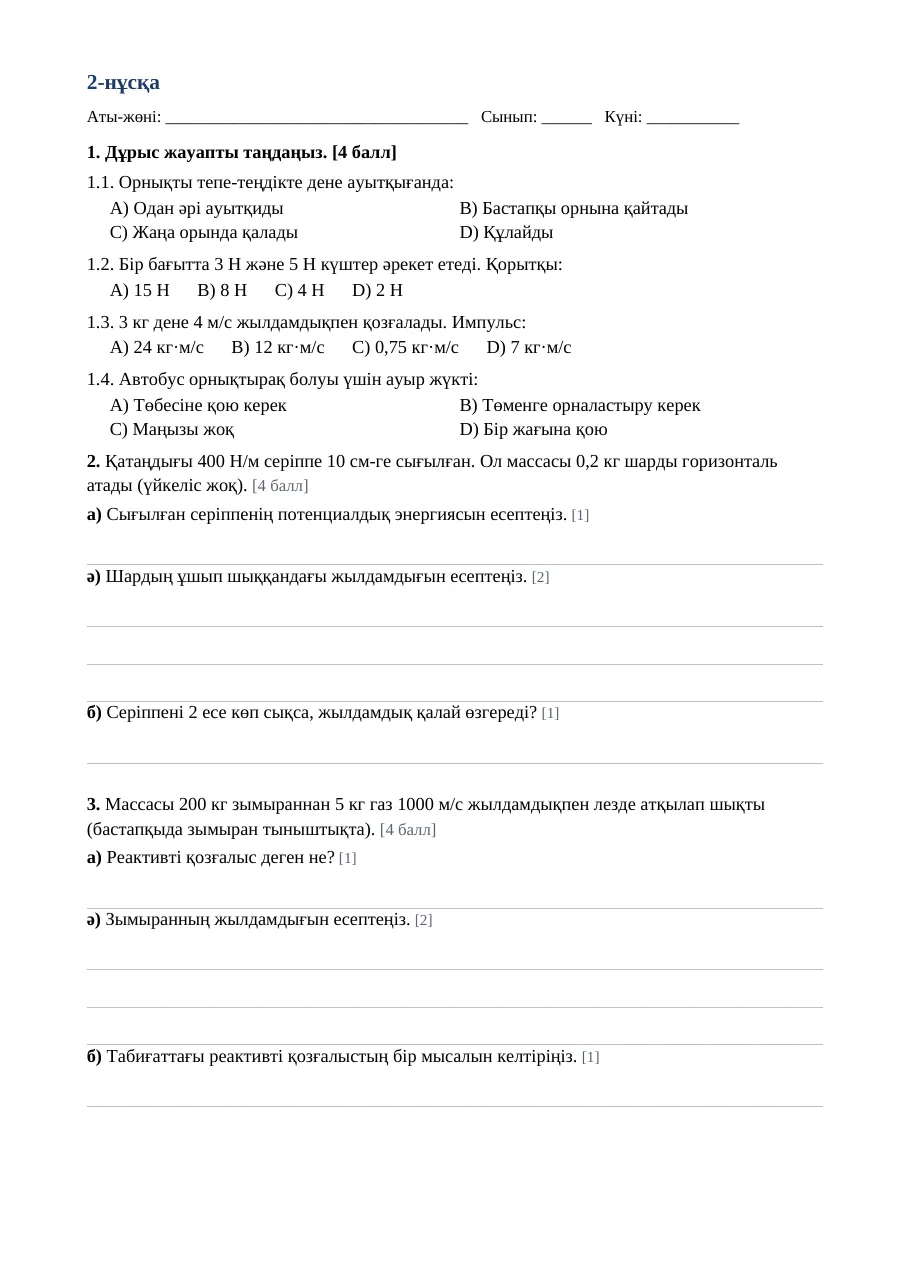 2-нұсқа
Аты-жөні: ____________________________________ Сынып: ______ Күні: ___________
1. Дұрыс жауапты таңдаңыз. [4 балл]
1.1. Орнықты тепе-теңдікте дене ауытқығанда:
A) Одан әрі ауытқиды B) Бастапқы орнына қайтады
C) Жаңа орында қалады D) Құлайды
1.2. Бір бағытта 3 Н және 5 Н күштер әрекет етеді. Қорытқы:
A) 15 Н B) 8 Н C) 4 Н D) 2 Н
1.3. 3 кг дене 4 м/с жылдамдықпен қозғалады. Импульс:
A) 24 кг·м/с B) 12 кг·м/с C) 0,75 кг·м/с D) 7 кг·м/с
1.4. Автобус орнықтырақ болуы үшін ауыр жүкті:
A) Төбесіне қою керек B) Төменге орналастыру керек
C) Маңызы жоқ D) Бір жағына қою
2. Қатаңдығы 400 Н/м серіппе 10 см-ге сығылған. Ол массасы 0,2 кг шарды горизонталь
атады (үйкеліс жоқ). [4 балл]
а) Сығылған серіппенің потенциалдық энергиясын есептеңіз. [1]
ә) Шардың ұшып шыққандағы жылдамдығын есептеңіз. [2]
б) Серіппені 2 есе көп сықса, жылдамдық қалай өзгереді? [1]
3. Массасы 200 кг зымыраннан 5 кг газ 1000 м/с жылдамдықпен лезде атқылап шықты
(бастапқыда зымыран тыныштықта). [4 балл]
а) Реактивті қозғалыс деген не? [1]
ә) Зымыранның жылдамдығын есептеңіз. [2]
б) Табиғаттағы реактивті қозғалыстың бір мысалын келтіріңіз. [1]